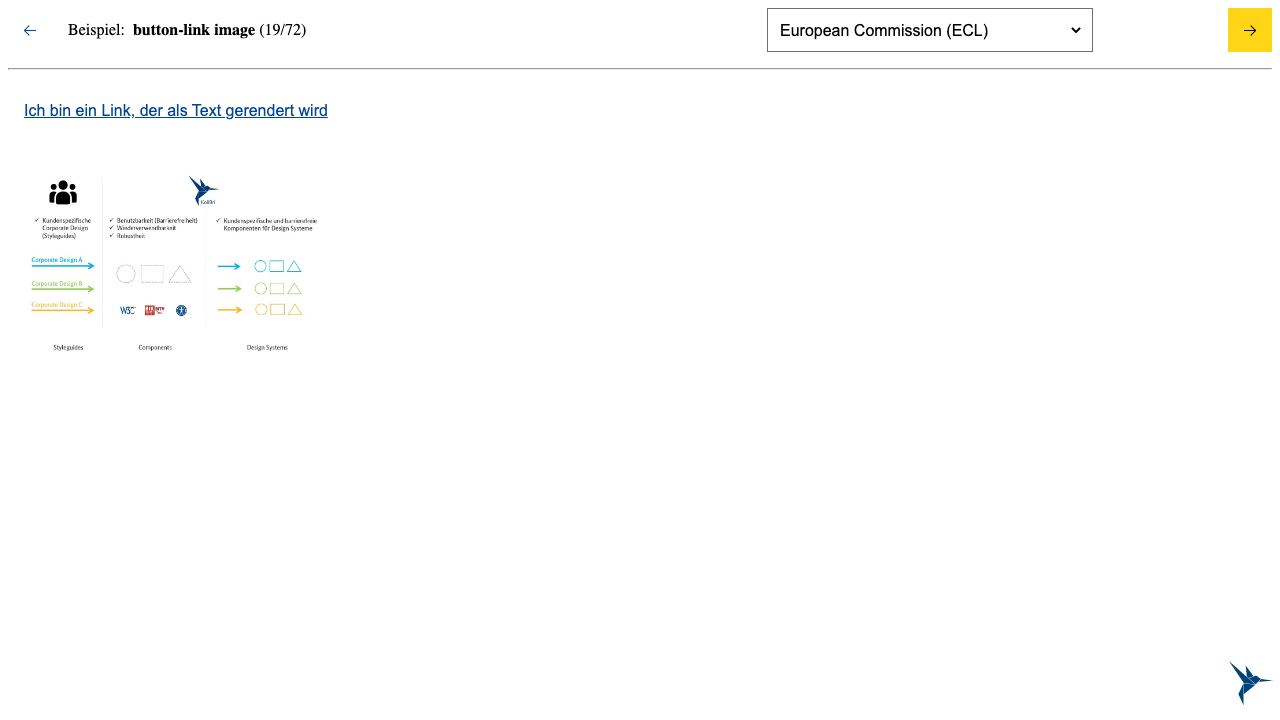 Beispiel: button-link image (19/72)
European Commission (ECL)
Ich bin ein Link, der als Text gerendert wird
KoliBri
✓ Kundenspezifische
Corporate Design
(Styleguides)
✓ Benutzbarkeit (Barrierefreiheit)
✓ Wiederverwendbarkeit
✓ Robustheit
✓ Kundenspezifische und barrierefreie
Komponenten für Design Systeme
Corporate Design A
Corporate Design B
Corporate Design C
W3C
Styleguides
Components
Design Systems